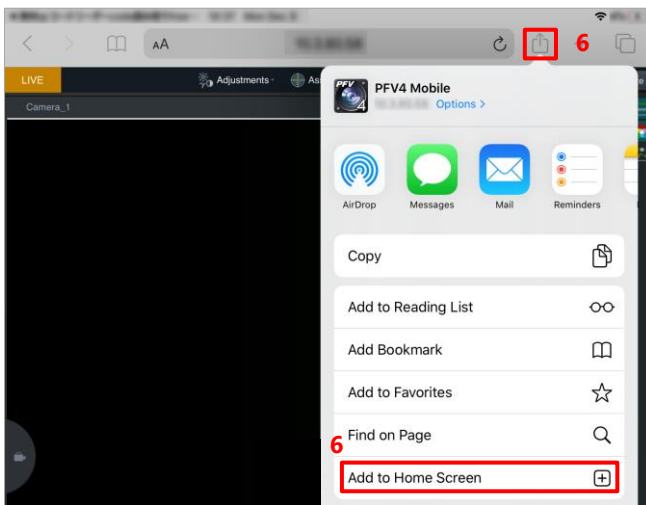 AA
6
LIVE
Adjustments
Camera_1
PFV4 Mobile
Options >
AirDrop
Messages
Mail
Reminders
Copy
Add to Reading List
Add Bookmark
Add to Favorites
Find on Page
6
Add to Home Screen